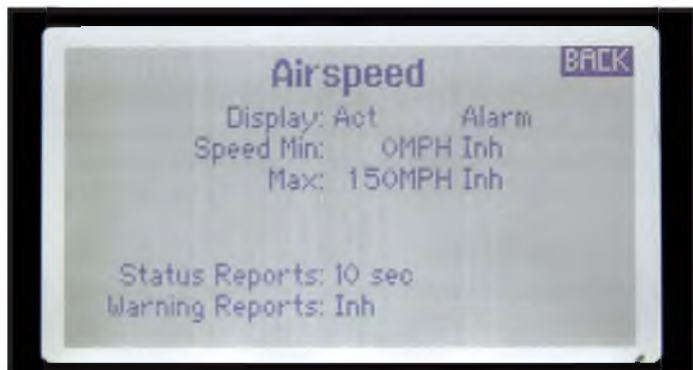 Airspeed BACK
Display: Act Alarm
Speed Min: 0MPH Inh
Max: 150MPH Inh
Status Reports: 10 sec
Warning Reports: Inh